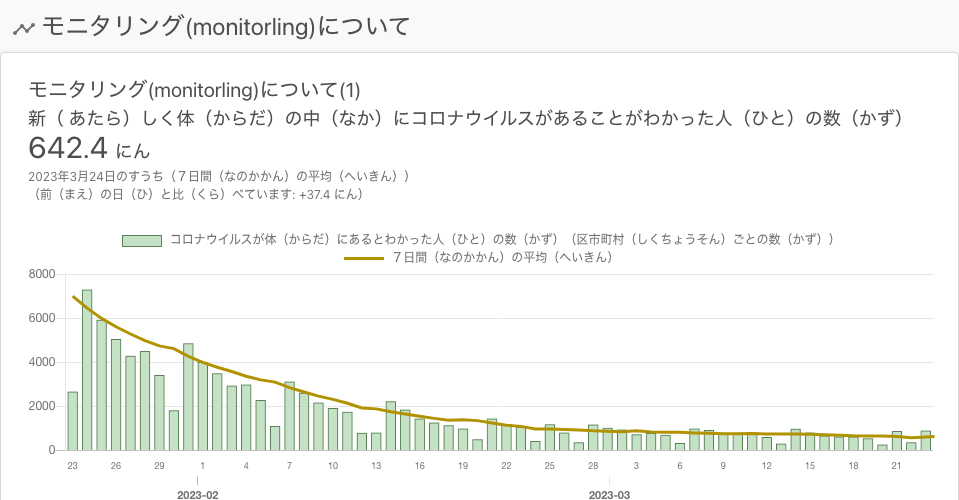 モニタリング(monitorling)について
モニタリング(monitorling)について(1)
新（ あたら）しく体（からだ）の中（なか）にコロナウイルスがあることがわかった人（ひと）の数（かず）
642.4 にん
2023年3月24日のすうち（７日間（なのかかん）の平均（へいきん））
（前（まえ）の日（ひ）と比（くら）べています: +37.4 にん）
コロナウイルスが体（からだ）にあるとわかった人（ひと）の数（かず）（区市町村（しくちょうそん）ごとの数（かず））
７日間（なのかかん）の平均（へいきん）
8000
6000
4000
2000
0
23 26 29 1 4 7 10 13 16 19 22 25 28 3 6 9 12 15 18 21
2023-02 2023-03